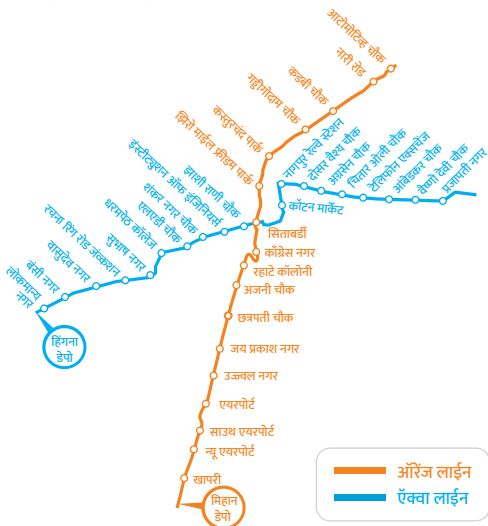 ऑटोमोटिव्ह चौक
नारी रोड
कडबी चौक
गड्डीगोदाम चौक
कस्तुरचंद पार्क
झिरो माईल फ्रीडम पार्क
नागपुर रेल्वे स्टेशन
दोसर वैश्य चौक
अग्रसेन चौक
चितार ओली चौक
टेलिफोन एक्सचेंज
आंबेडकर चौक
वैष्णो देवी चौक
प्रजापती नगर
कॉटन मार्केट
झाशी राणी चौक
इंस्टीट्युशन ऑफ इंजिनिअर्स
शंकर नगर चौक
एलएडी चौक
धरमपेठ कॉलेज
सुभाष नगर
रचना रिंग रोड जंक्शन
वासुदेव नगर
बंसी नगर
लोकमान्य
नगर
हिंगना
डेपो
सिताबर्डी
काँग्रेस नगर
रहाटे कॉलोनी
अजनी चौक
छत्रपती चौक
जय प्रकाश नगर
उज्ज्वल नगर
एयरपोर्ट
साउथ एयरपोर्ट
न्यू एयरपोर्ट
खापरी
मिहान
डेपो
ऑरेंज लाईन
ऍक्वा लाईन